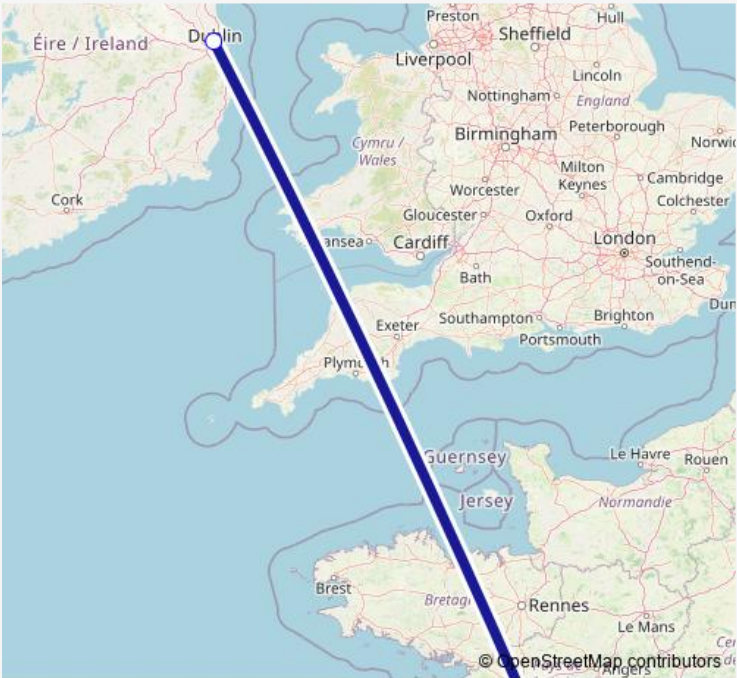 Preston
Hull
Éire / Ireland
Dublin
Sheffield
Liverpool
Lincoln
Nottingham
England
Birmingham
Peterborough
Cymru /
Wales
Milton
Keynes
Worcester
Cambridge
Cork
Colchester
Gloucester
Oxford
London
Cardiff
Bath
Southend-
on-Sea
Southampton
Brighton
Exeter
Portsmouth
Plymouth
Guernsey
Le Havre
Rouen
Jersey
Normandie
Brest
Rennes
Le Mans
© OpenStreetMap contributors
Angers